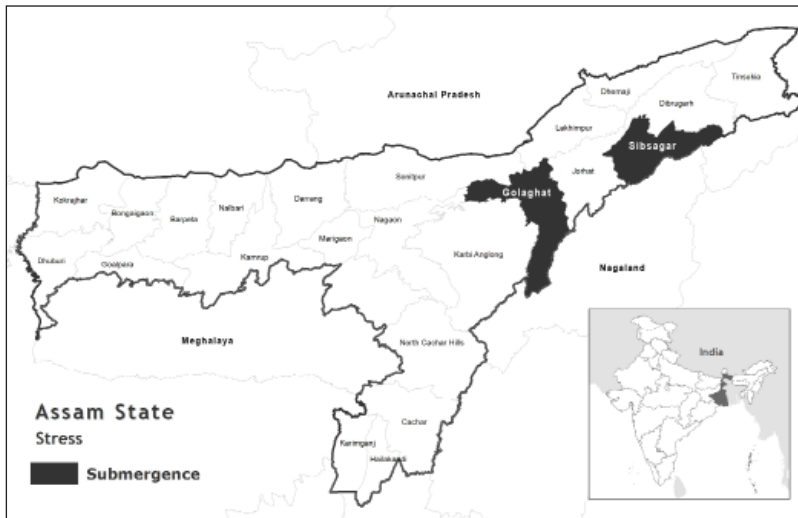 Arunachal Pradesh
Tinsukia
Dhemaji
Dibrugarh
Lakhimpur
Sibsagar
Jorhat
Sonitpur
Golaghat
Kokrajhar
Bongaigaon
Barpeta
Nalbari
Darrang
Nagaon
Marigaon
Dhuburi
Goalpara
Kamrup
Karbi Anglong
Nagaland
Meghalaya
North Cachar Hills
Cachar
Karimganj
Hailakandi
India
Assam State
Stress
Submergence